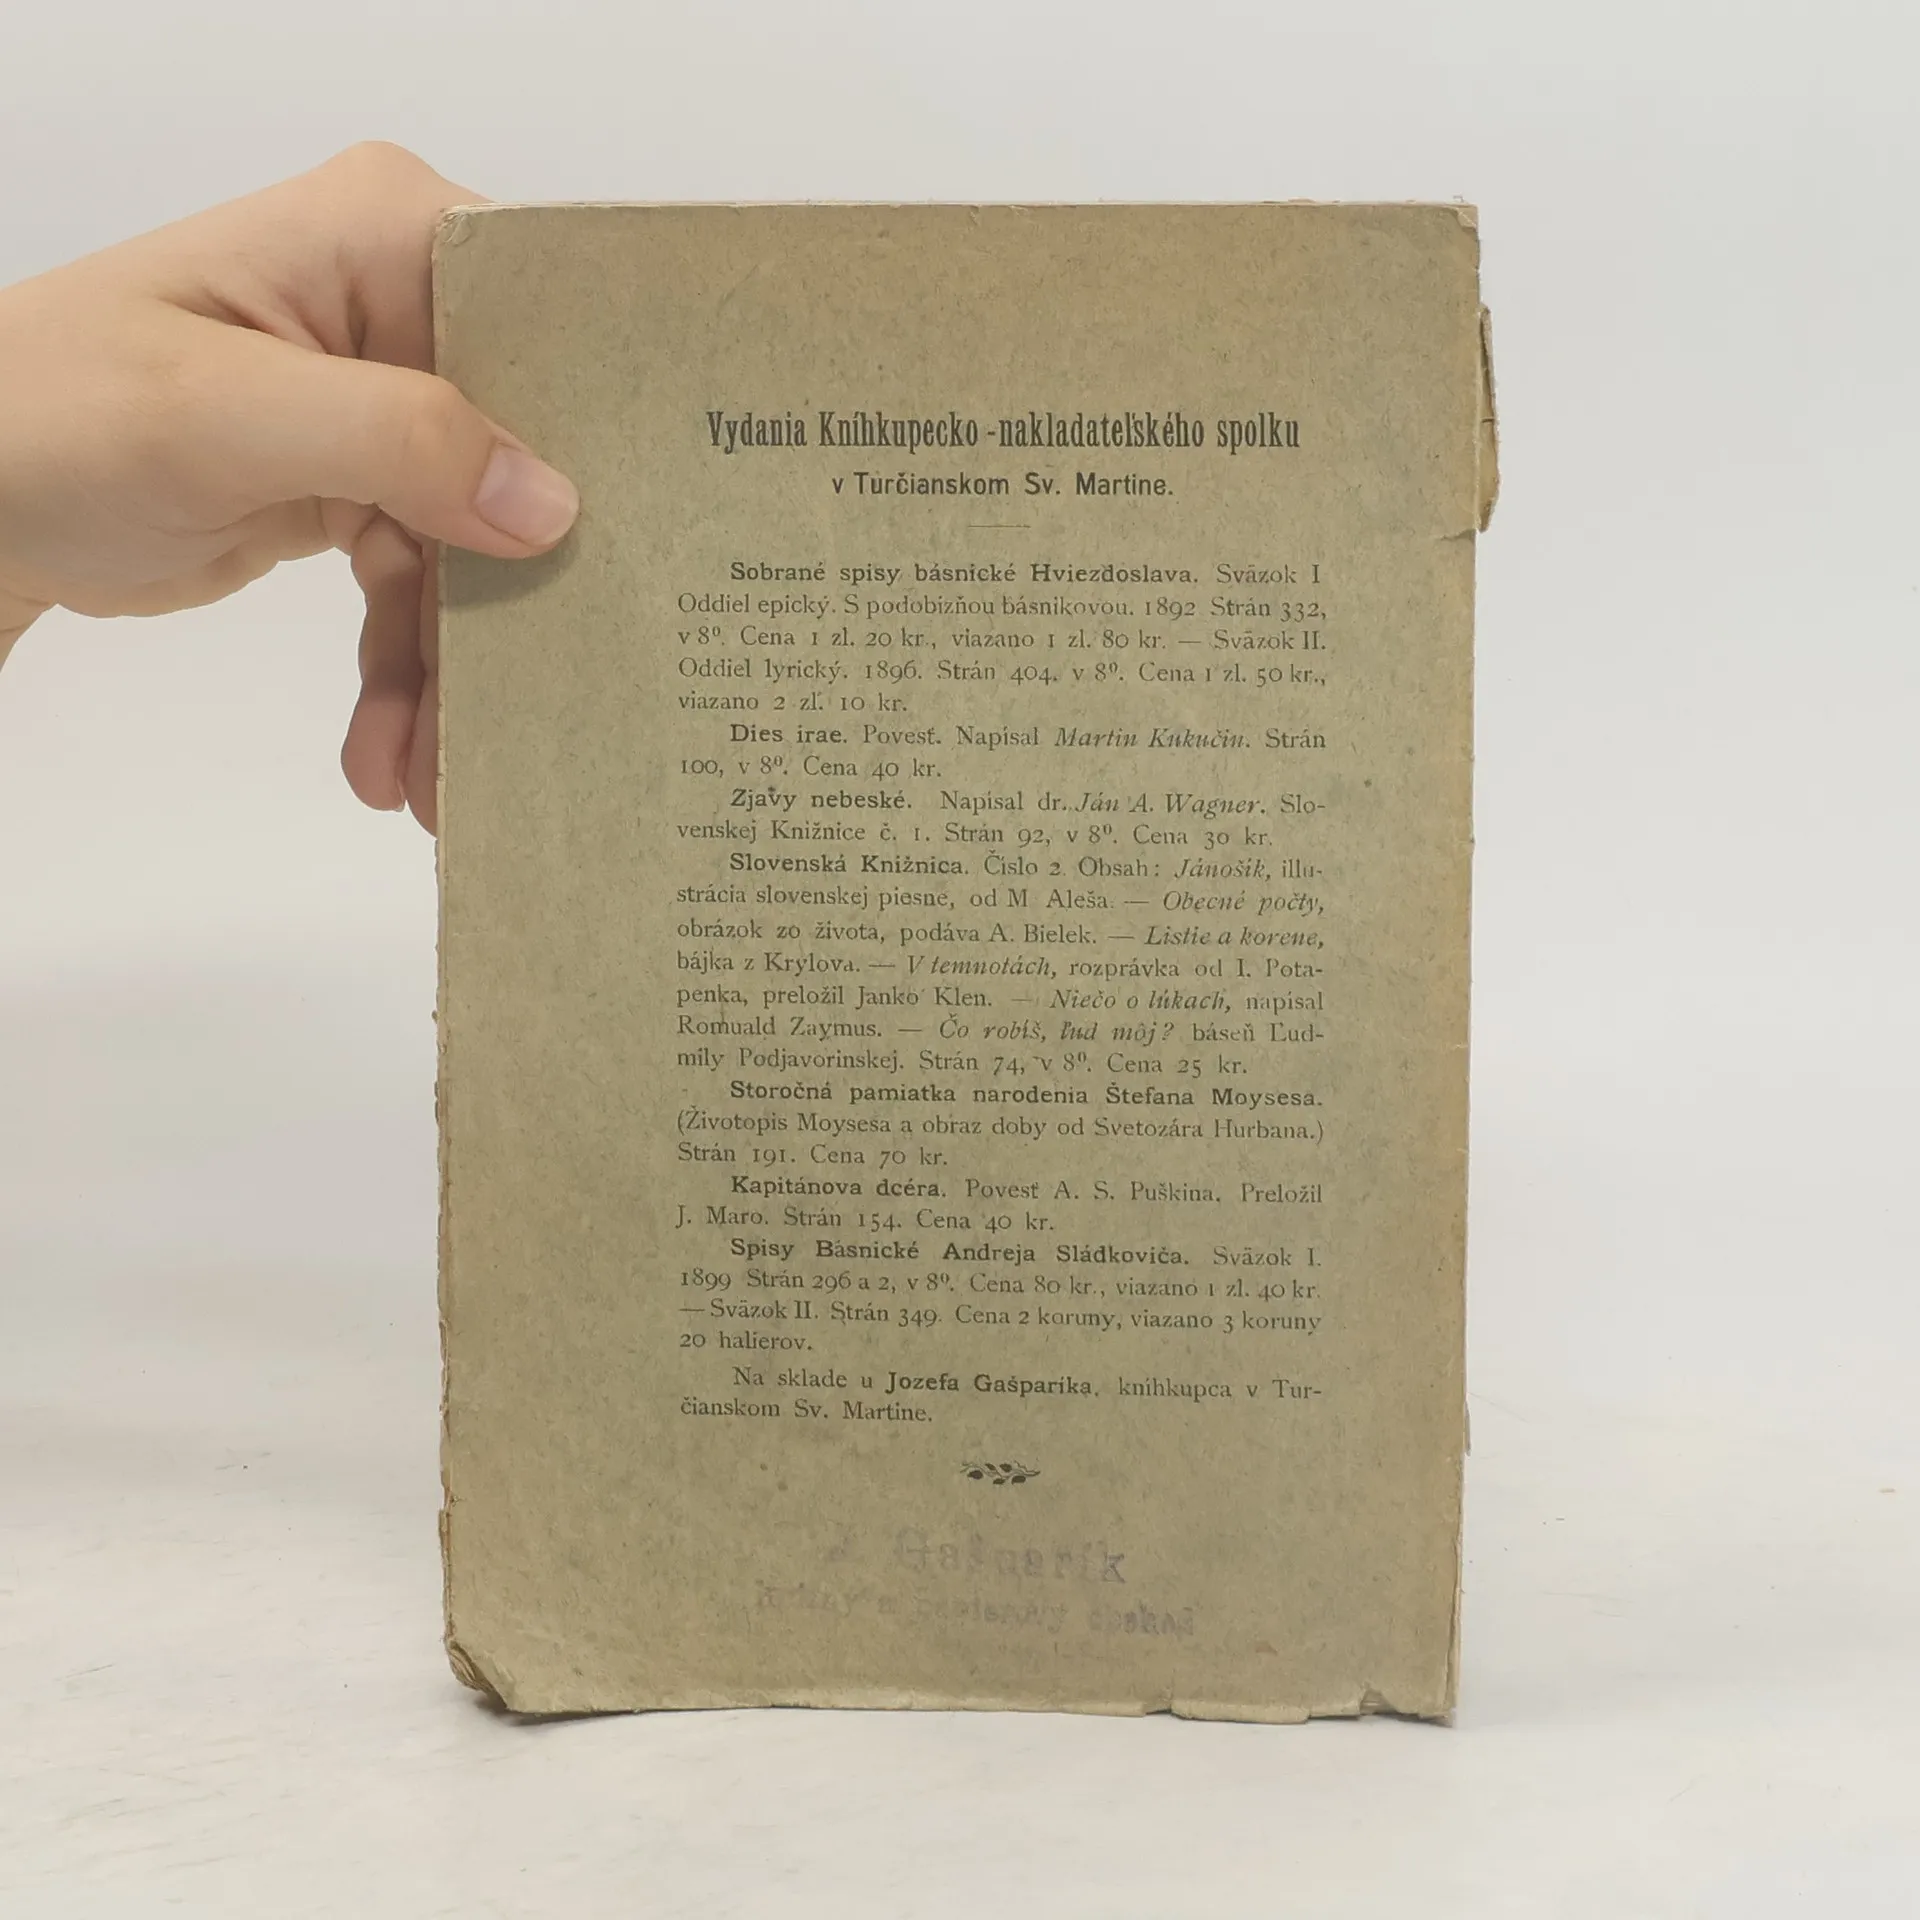 Vydania Kníhkupecko-nakladateľského spolku
v Turčianskom Sv. Martine.
Sobrané spisy básnické Hviezdoslava. Sväzok I
Oddiel epický. S podobizňou básnikovou. 1892 Strán 332,
v 8⁰. Cena 1 zl. 20 kr., viazano 1 zl. 80 kr. — Sväzok II.
Oddiel lyrický. 1896. Strán 404. v 8⁰. Cena 1 zl. 50 kr.,
viazano 2 zl. 10 kr.
Dies irae. Povesť. Napísal Martin Kukučín. Strán
100, v 8⁰. Cena 40 kr.
Zjavy nebeské. Napísal dr. Ján A. Wagner. Slo-
venskej Knižnice č. 1. Strán 92, v 8⁰. Cena 30 kr.
Slovenská Knižnica. Číslo 2. Obsah: Jánošík, illu-
strácia slovenskej piesne, od M. Aleša. — Obecné počty,
obrázok zo života, podáva A. Bielek. — Listie a korene,
bájka z Krylova. — V temnotách, rozprávka od I. Pota-
penka, preložil Janko Klen. — Niečo o lúkach, napísal
Romuald Zaymus. — Čo robíš, ľud môj? báseň Ľud-
mily Podjavorinskej. Strán 74, v 8⁰. Cena 25 kr.
Storočná pamiatka narodenia Štefana Moysesa.
(Životopis Moysesa a obraz doby od Svetozára Hurbana.)
Strán 191. Cena 70 kr.
Kapitánova dcéra. Povesť A. S. Puškina. Preložil
J. Maro. Strán 154. Cena 40 kr.
Spisy Básnické Andreja Sládkoviča. Sväzok I.
1899 Strán 296 a 2, v 8⁰. Cena 80 kr., viazano 1 zl. 40 kr.
— Sväzok II. Strán 349. Cena 2 koruny, viazano 3 koruny
20 halierov.
Na sklade u Jozefa Gašparíka, kníhkupca v Tur-
čianskom Sv. Martine.